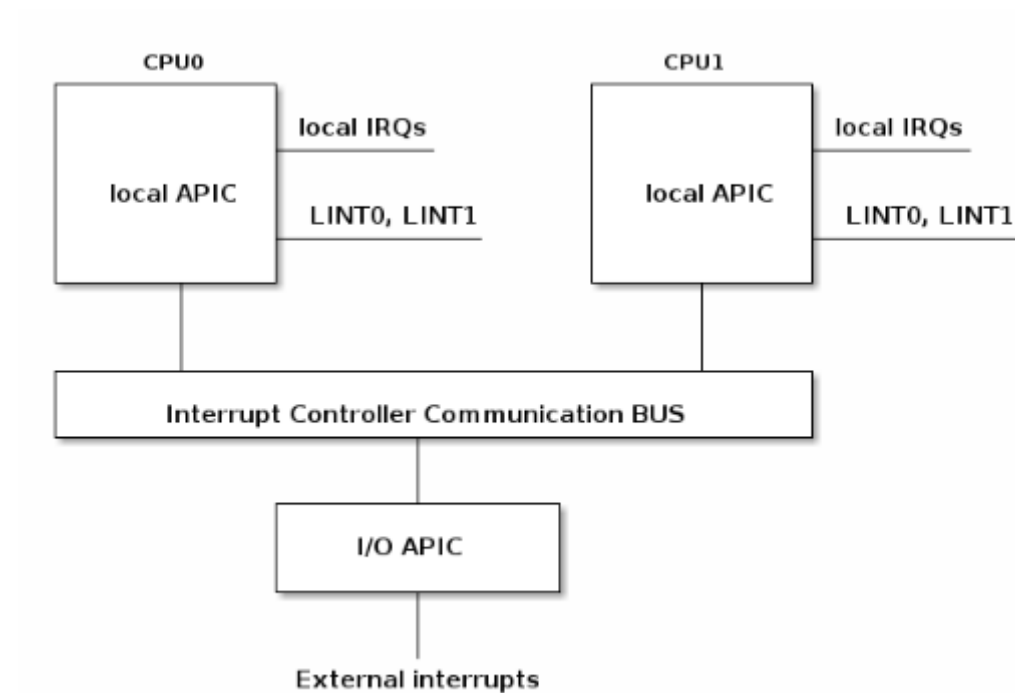 CPU0
CPU1
local IRQs
local IRQs
local APIC
local APIC
LINT0, LINT1
LINT0, LINT1
Interrupt Controller Communication BUS
I/O APIC
External interrupts